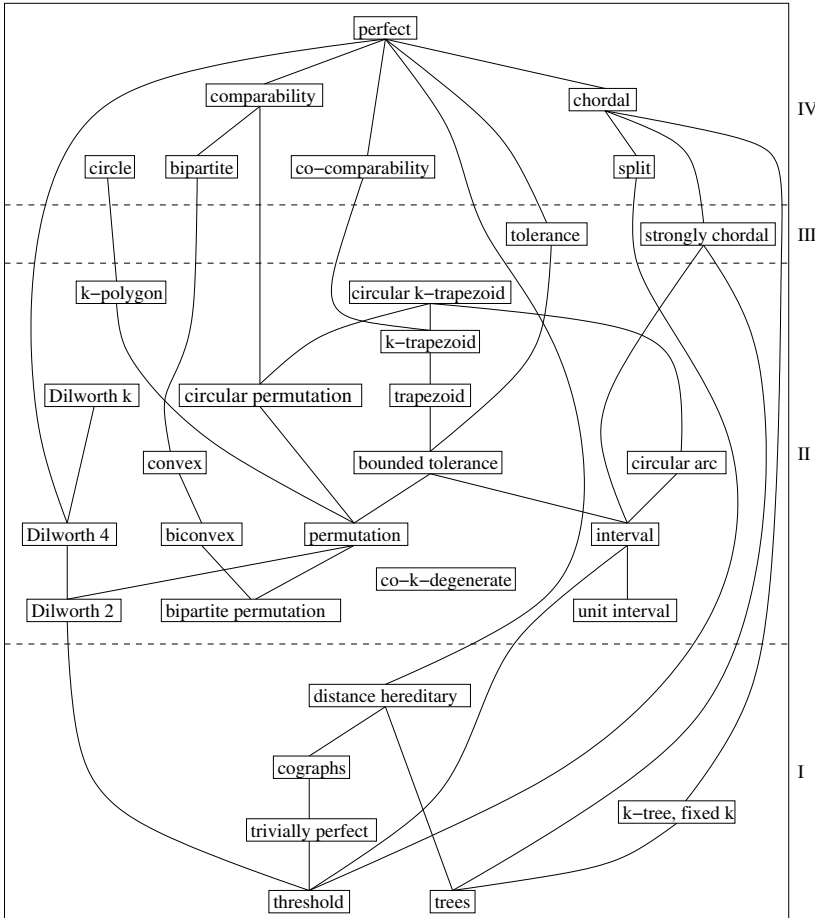 perfect
comparability
chordal
IV
circle
bipartite
co−comparability
split
tolerance
strongly chordal
III
k−polygon
circular k−trapezoid
k−trapezoid
Dilworth k
circular permutation
trapezoid
convex
bounded tolerance
circular arc
II
Dilworth 4
biconvex
permutation
interval
co−k−degenerate
Dilworth 2
bipartite permutation
unit interval
distance hereditary
cographs
I
k−tree, fixed k
trivially perfect
threshold
trees